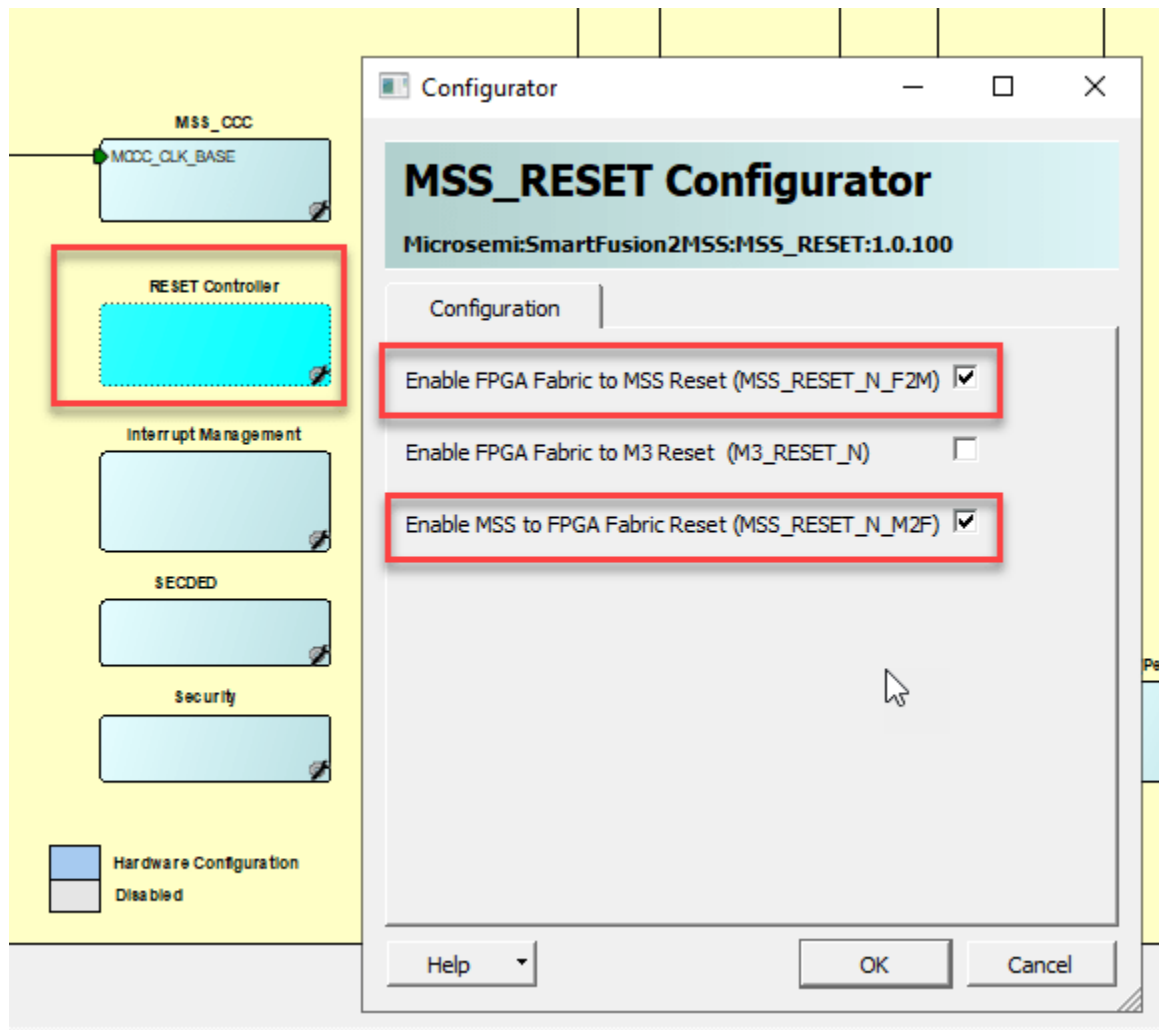 MSS_CCC
MCCC_CLK_BASE
RESET Controller
Interrupt Management
SECDED
Security
Hardware Configuration
Disabled
Configurator
MSS_RESET Configurator
Microsemi:SmartFusion2MSS:MSS_RESET:1.0.100
Configuration
Enable FPGA Fabric to MSS Reset (MSS_RESET_N_F2M)
Enable FPGA Fabric to M3 Reset (M3_RESET_N)
Enable MSS to FPGA Fabric Reset (MSS_RESET_N_M2F)
Help
OK
Cancel
Pe